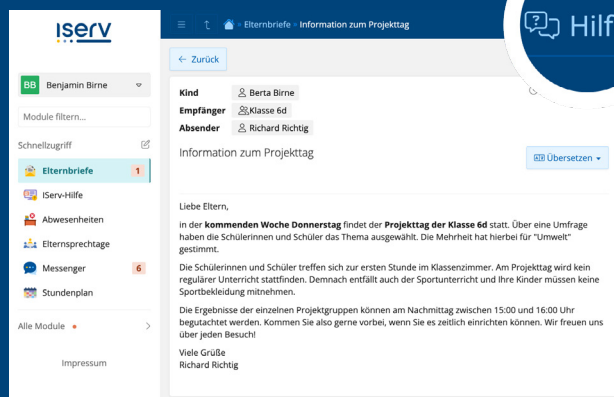 IServ
BB Benjamin Birne
Module filtern...
Schnellzugriff
Elternbriefe 1
IServ-Hilfe
Abwesenheiten
Elternsprechtage
Messenger 6
Stundenplan
Alle Module
Impressum
Elternbriefe » Information zum Projekttag
Hilf
← Zurück
Kind Berta Birne
Empfänger Klasse 6d
Absender Richard Richtig
Information zum Projekttag
Übersetzen
Liebe Eltern,
in der kommenden Woche Donnerstag findet der Projekttag der Klasse 6d statt. Über eine Umfrage
haben die Schülerinnen und Schüler das Thema ausgewählt. Die Mehrheit hat hierbei für "Umwelt"
gestimmt.
Die Schülerinnen und Schüler treffen sich zur ersten Stunde im Klassenzimmer. Am Projekttag wird kein
regulärer Unterricht stattfinden. Demnach entfällt auch der Sportunterricht und Ihre Kinder müssen keine
Sportbekleidung mitnehmen.
Die Ergebnisse der einzelnen Projektgruppen können am Nachmittag zwischen 15:00 und 16:00 Uhr
begutachtet werden. Kommen Sie also gerne vorbei, wenn Sie es zeitlich einrichten können. Wir freuen uns
über jeden Besuch!
Viele Grüße
Richard Richtig